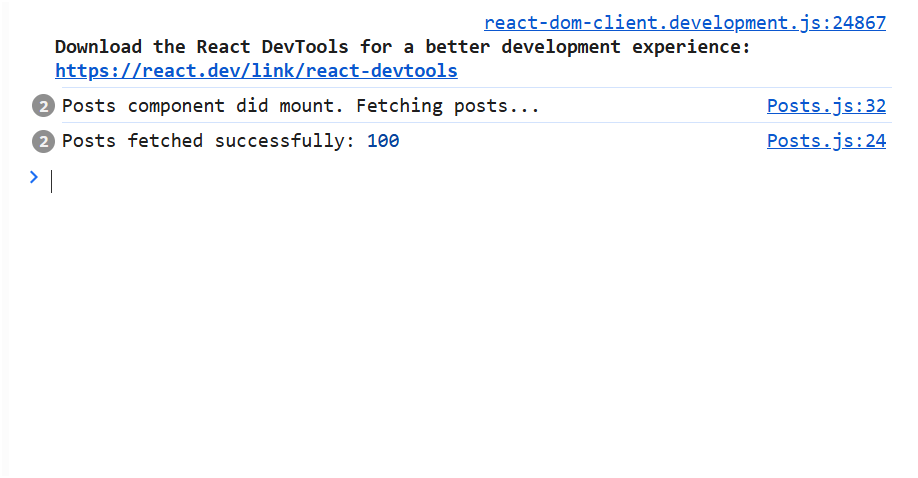 react-dom-client.development.js:24867
Download the React DevTools for a better development experience:
https://react.dev/link/react-devtools
2 Posts component did mount. Fetching posts... Posts.js:32
2 Posts fetched successfully: 100 Posts.js:24
>